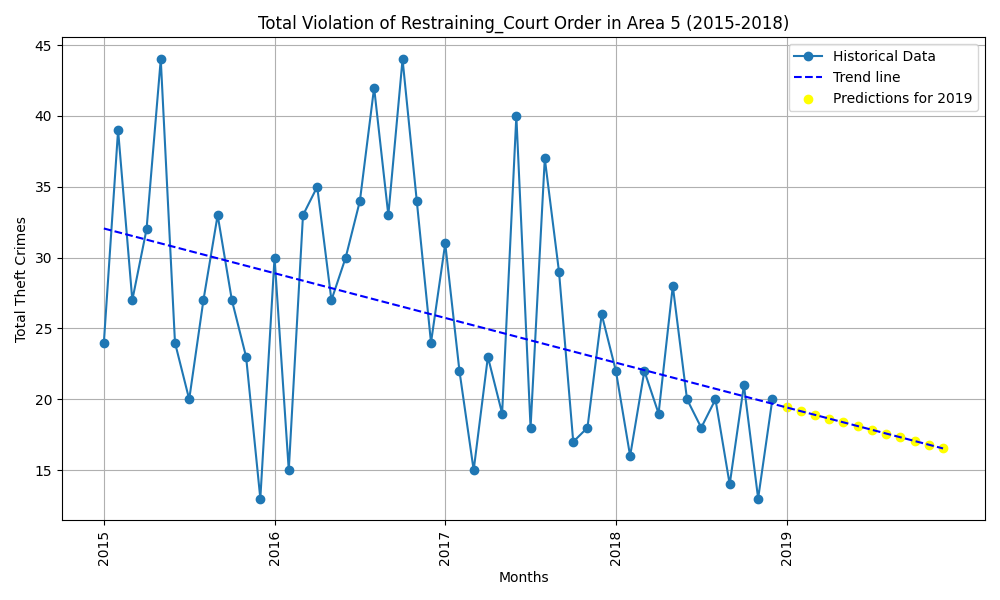 Total Violation of Restraining_Court Order in Area 5 (2015-2018)
Historical Data
Trend line
Predictions for 2019
Total Theft Crimes
45
40
35
30
25
20
15
2015
2016
2017
2018
2019
Months